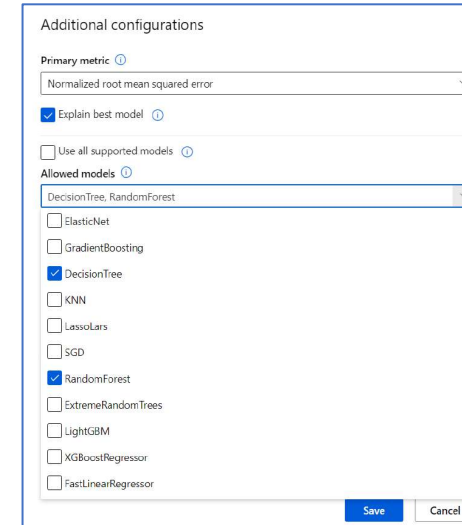 Additional configurations
Primary metric
Normalized root mean squared error
Explain best model
Use all supported models
Allowed models
DecisionTree, RandomForest
ElasticNet
GradientBoosting
DecisionTree
KNN
LassoLars
SGD
RandomForest
ExtremeRandomTrees
LightGBM
XGBoostRegressor
FastLinearRegressor
Save Cancel